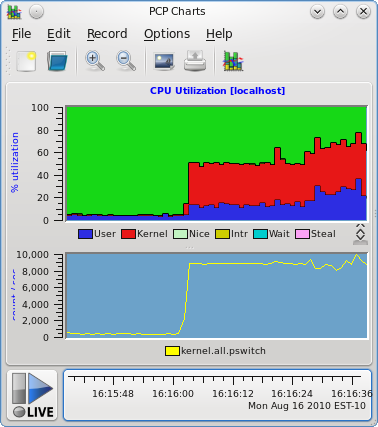 PCP Charts
File Edit Record Options Help
CPU Utilization [localhost]
% utilization
100
80
60
40
20
0
User Kernel Nice Intr Wait Steal
10,000
8,000
6,000
4,000
2,000
0
kernel.all.pswitch
16:15:48 16:16:00 16:16:12 16:16:24 16:16:36
Mon Aug 16 2010 EST-10
LIVE